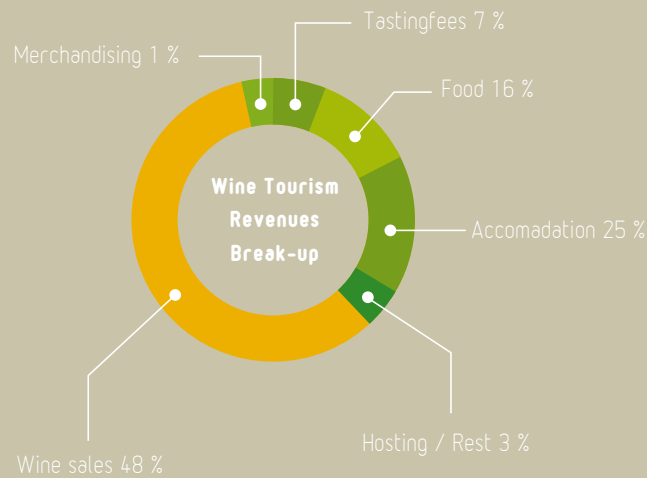 Tastingfees 7 %
Merchandising 1 %
Food 16 %
Wine Tourism
Revenues
Break-up
Accomadation 25 %
Hosting / Rest 3 %
Wine sales 48 %